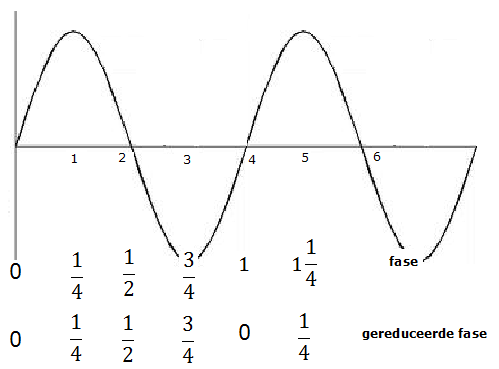 1 2 3 4 5 6
0 1/4 1/2 3/4 1 1 1/4 fase
0 1/4 1/2 3/4 0 1/4 gereduceerde fase